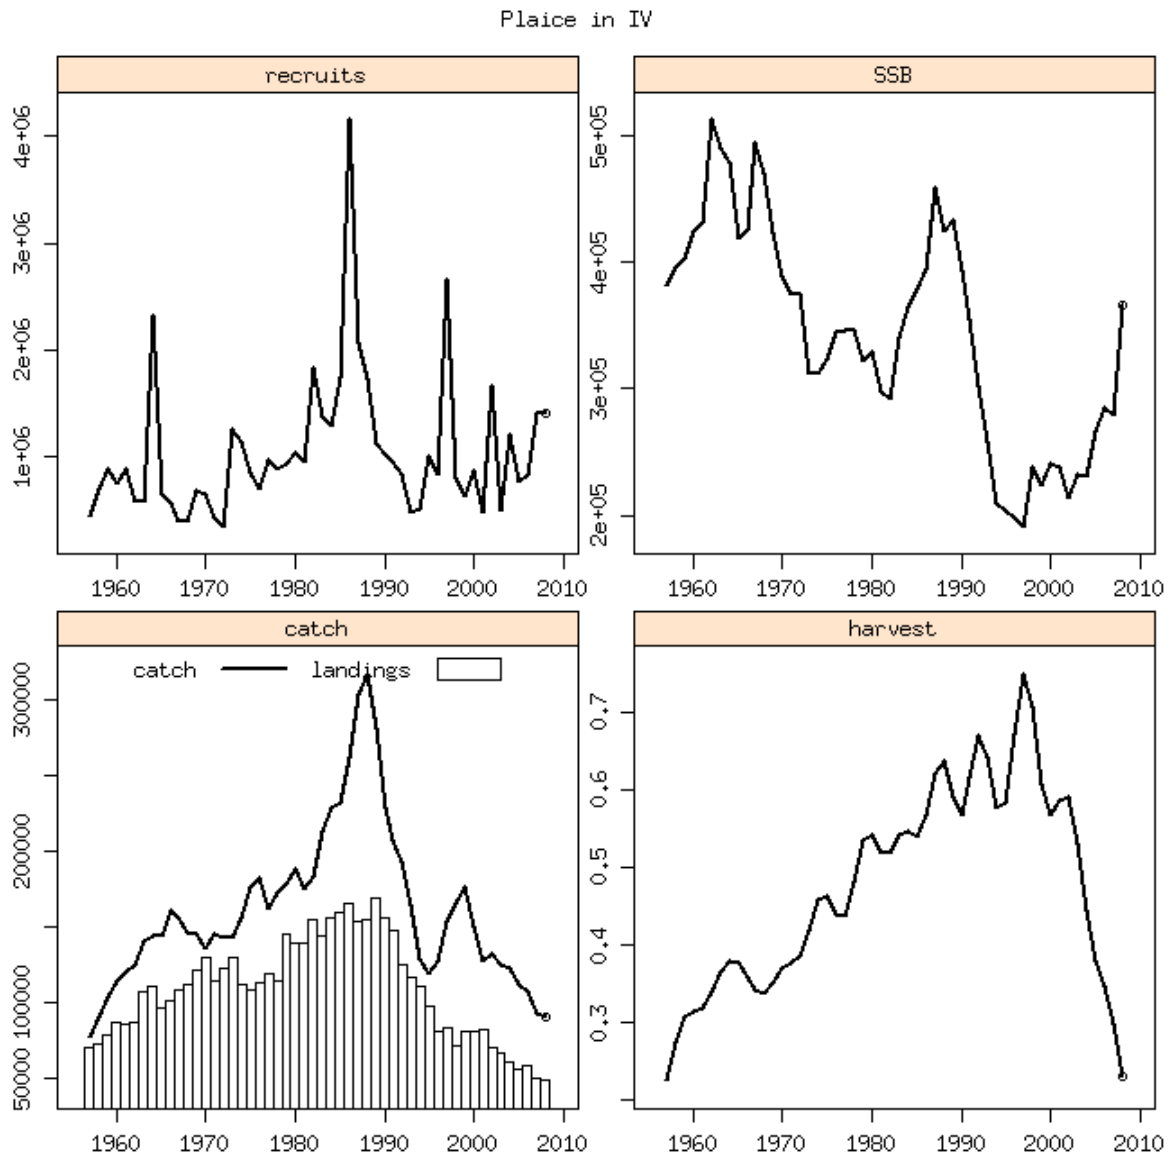 Plaice in IV
recruits
4e+06
3e+06
2e+06
1e+06
1960 1970 1980 1990 2000 2010
SSB
5e+05
4e+05
3e+05
2e+05
1960 1970 1980 1990 2000 2010
catch
catch landings
300000
200000
100000
50000
1960 1970 1980 1990 2000 2010
harvest
0.7
0.6
0.5
0.4
0.3
1960 1970 1980 1990 2000 2010